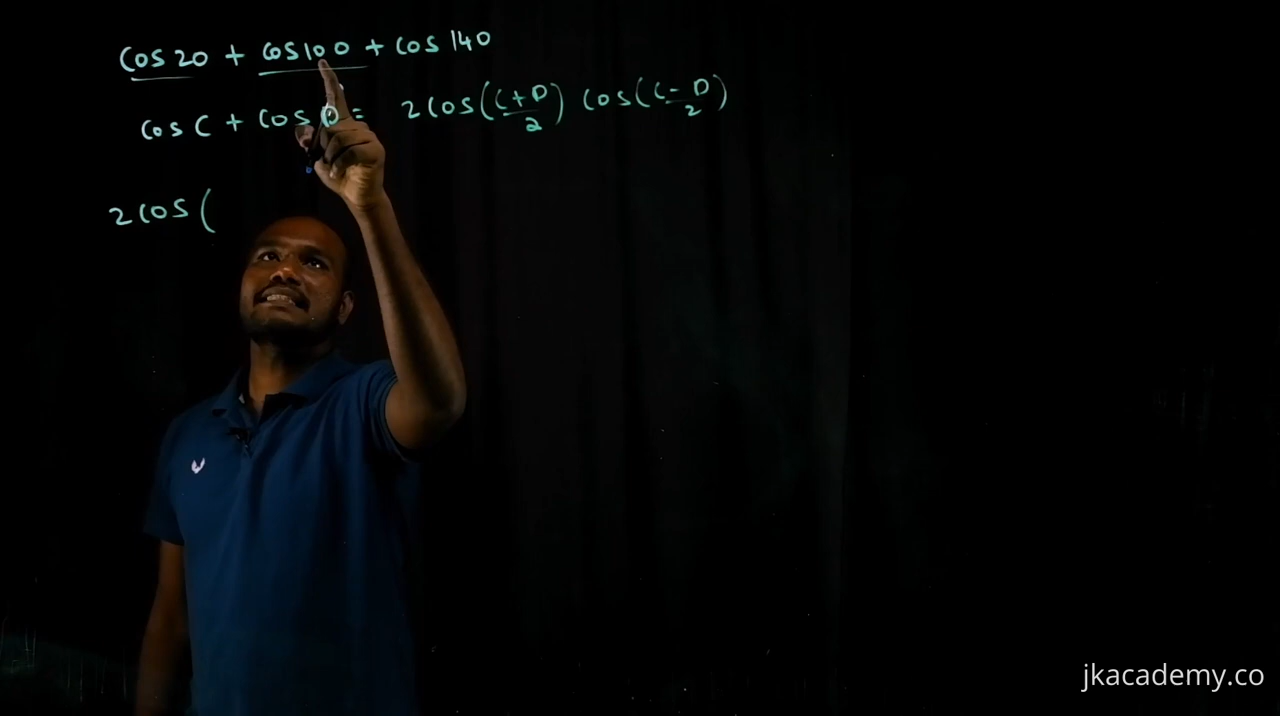 cos 20 + cos 100 + cos 140
cos C + cos D = 2 cos (C+D/2) cos (C-D/2)
2 cos (
jkacademy.co